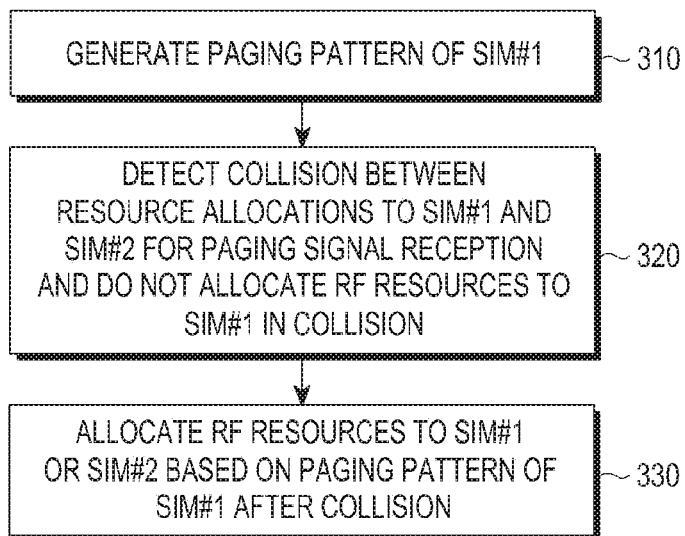 GENERATE PAGING PATTERN OF SIM#1
310
DETECT COLLISION BETWEEN
RESOURCE ALLOCATIONS TO SIM#1 AND
SIM#2 FOR PAGING SIGNAL RECEPTION
AND DO NOT ALLOCATE RF RESOURCES TO
SIM#1 IN COLLISION
320
ALLOCATE RF RESOURCES TO SIM#1
OR SIM#2 BASED ON PAGING PATTERN OF
SIM#1 AFTER COLLISION
330